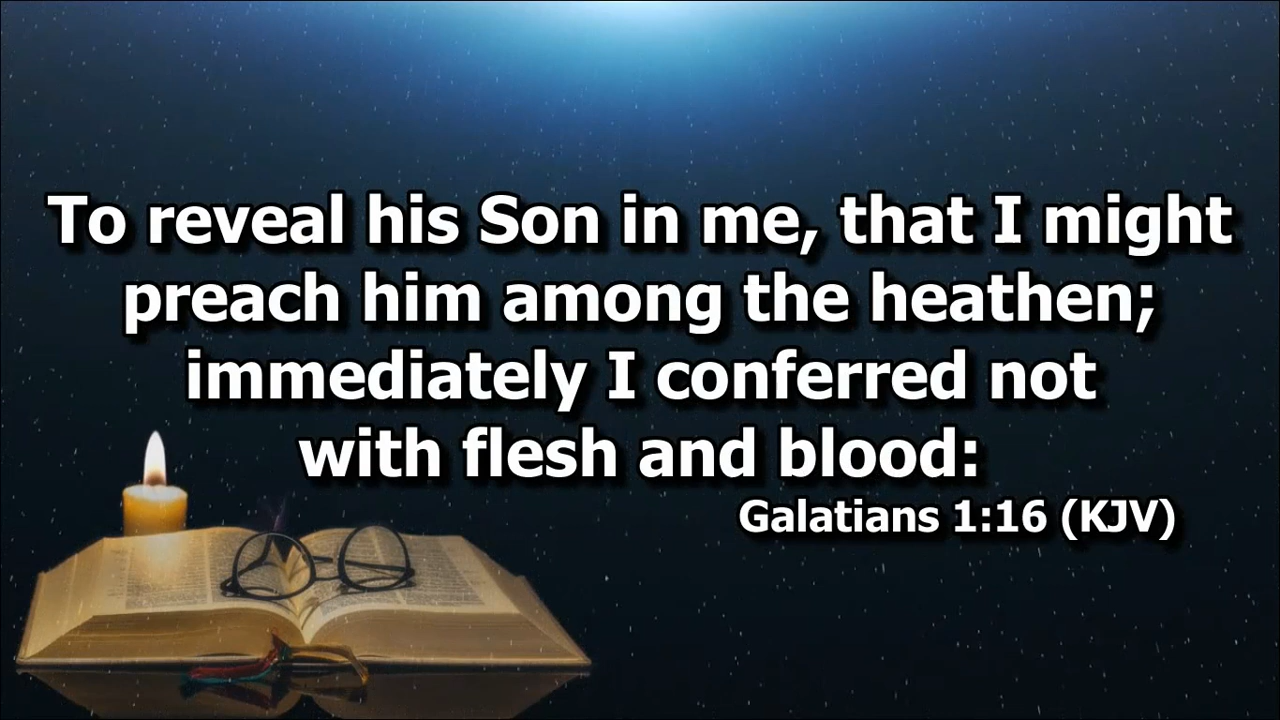 To reveal his Son in me, that I might
preach him among the heathen;
immediately I conferred not
with flesh and blood:
Galatians 1:16 (KJV)